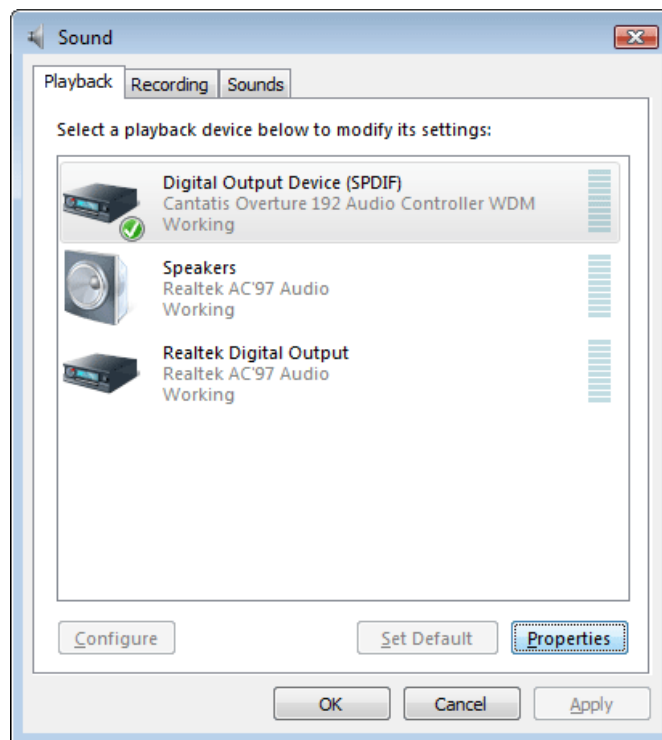 Sound
Playback Recording Sounds
Select a playback device below to modify its settings:
Digital Output Device (SPDIF)
Cantatis Overture 192 Audio Controller WDM
Working
Speakers
Realtek AC'97 Audio
Working
Realtek Digital Output
Realtek AC'97 Audio
Working
Configure Set Default Properties
OK Cancel Apply